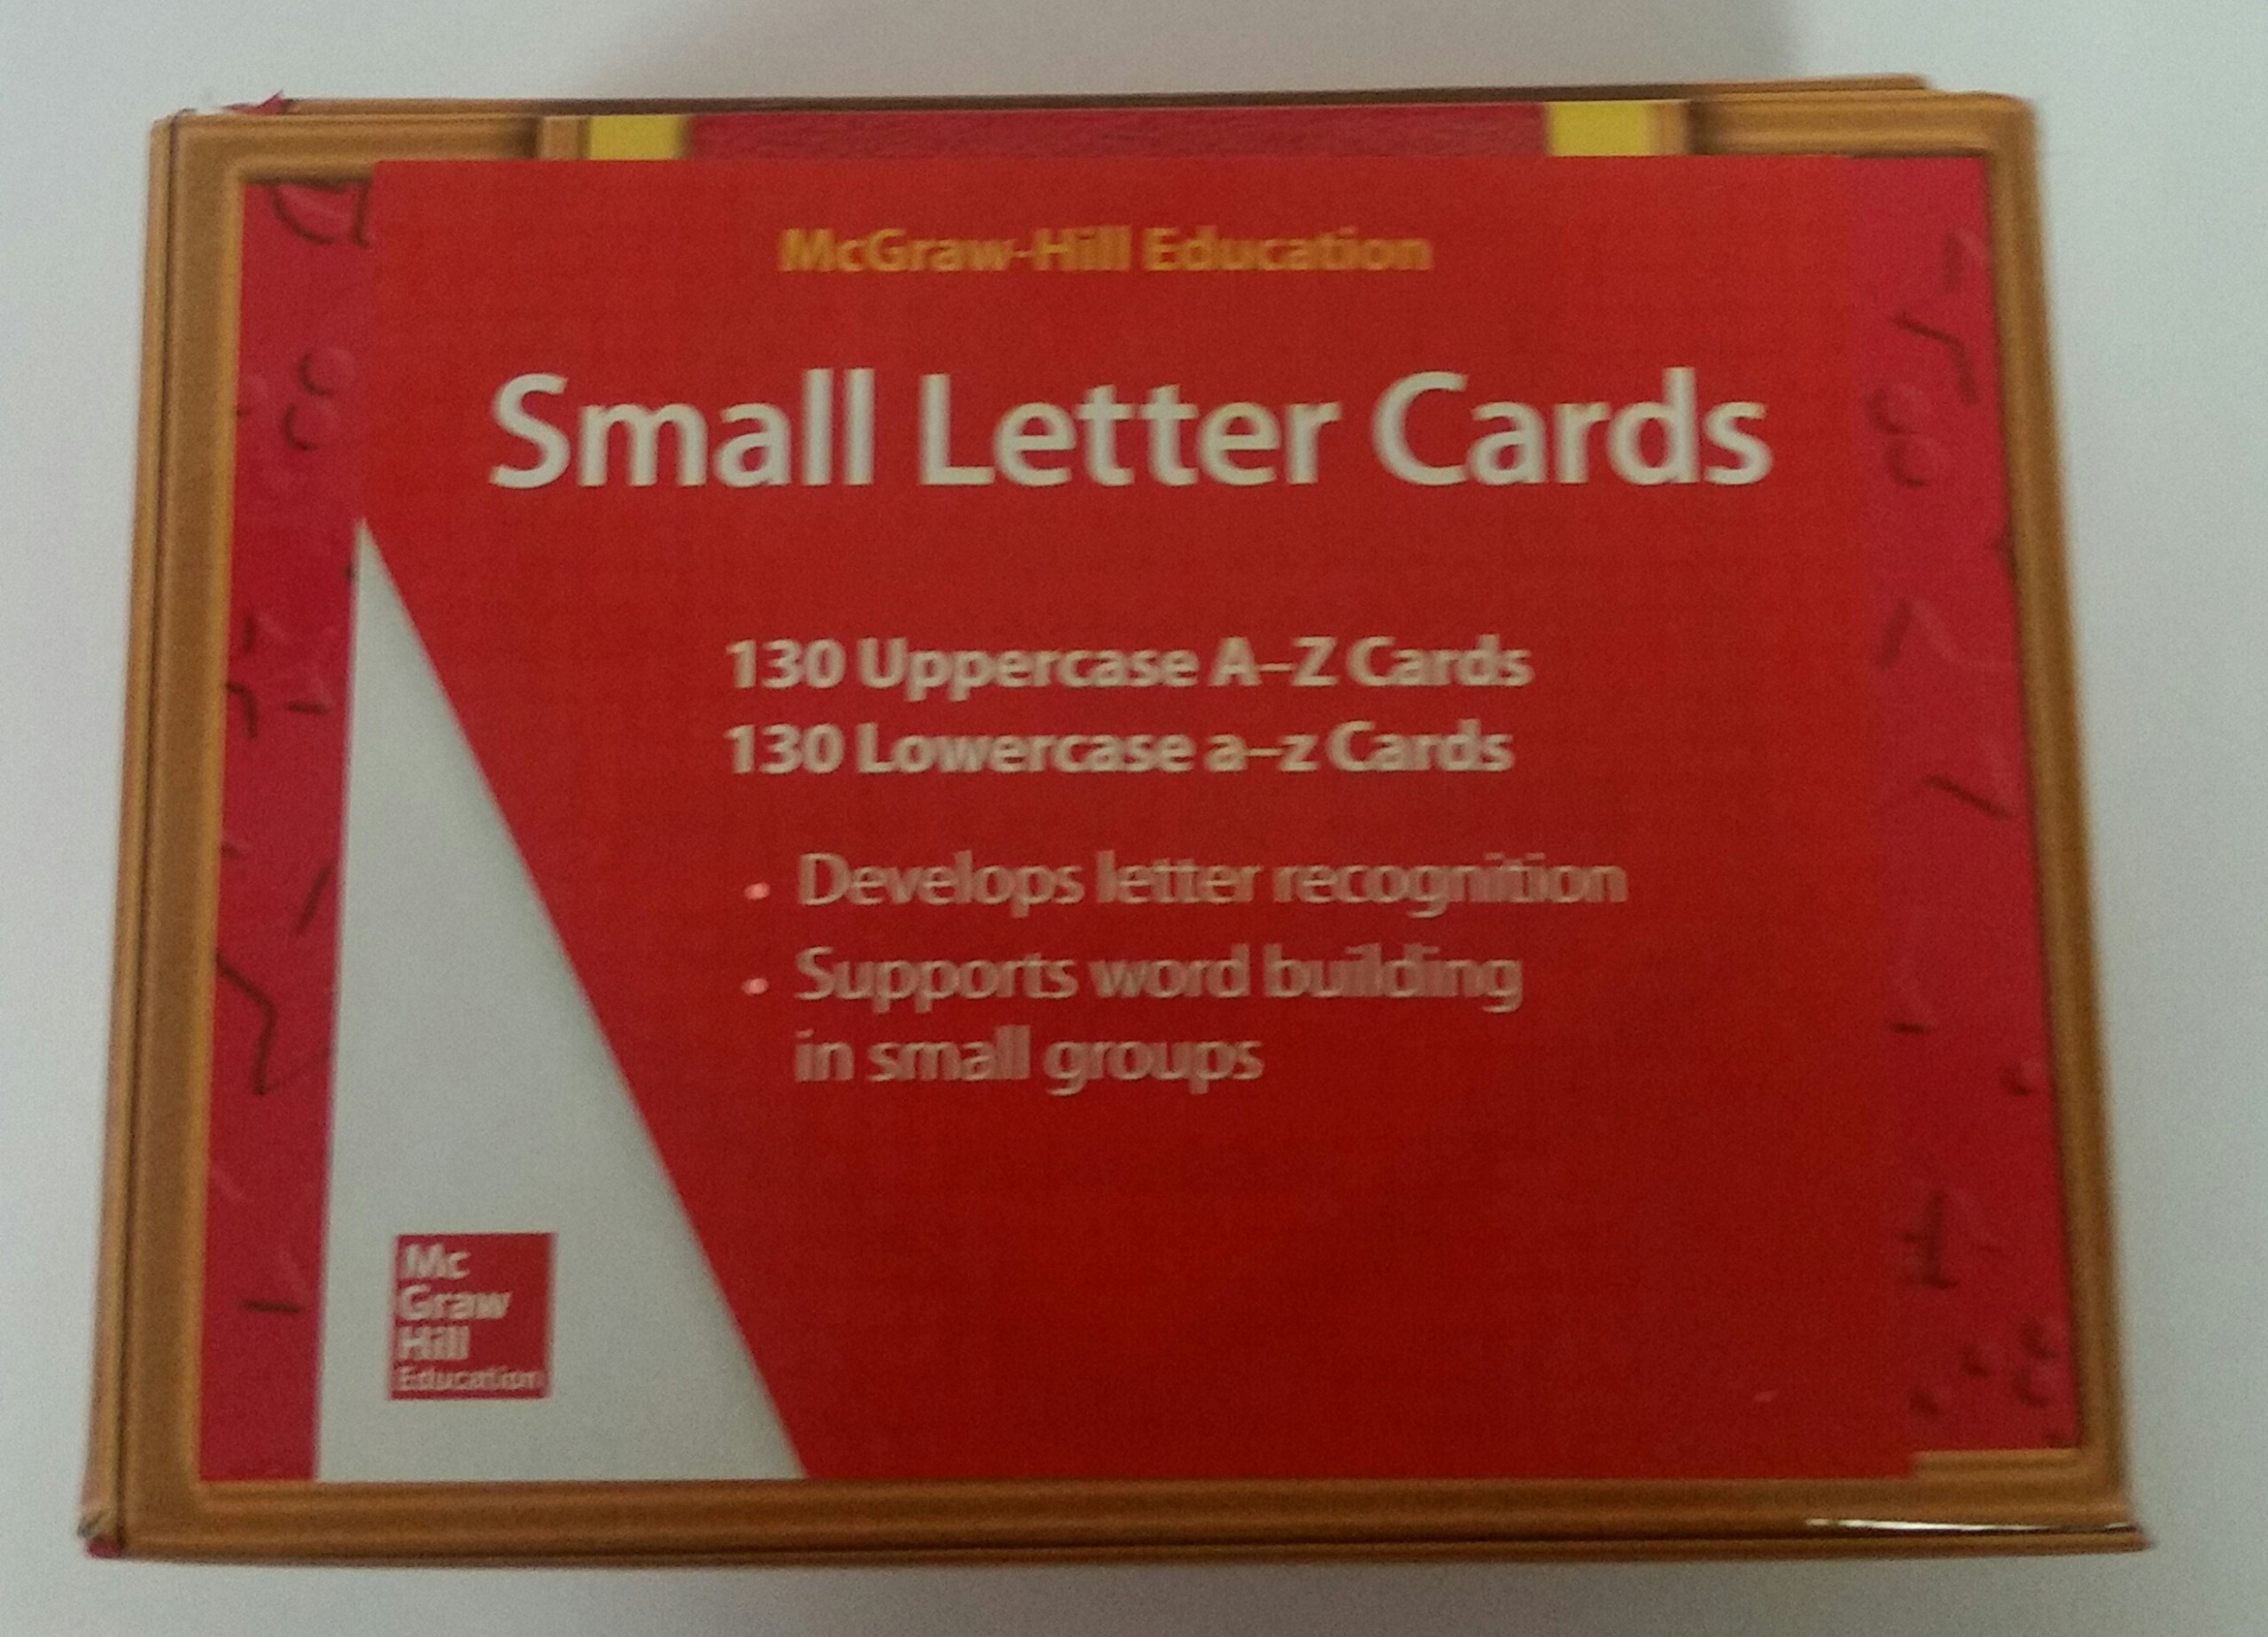 McGraw-Hill Education
Small Letter Cards
130 Uppercase A–Z Cards
130 Lowercase a–z Cards
• Develops letter recognition
• Supports word building
in small groups
Mc
Graw
Hill
Education